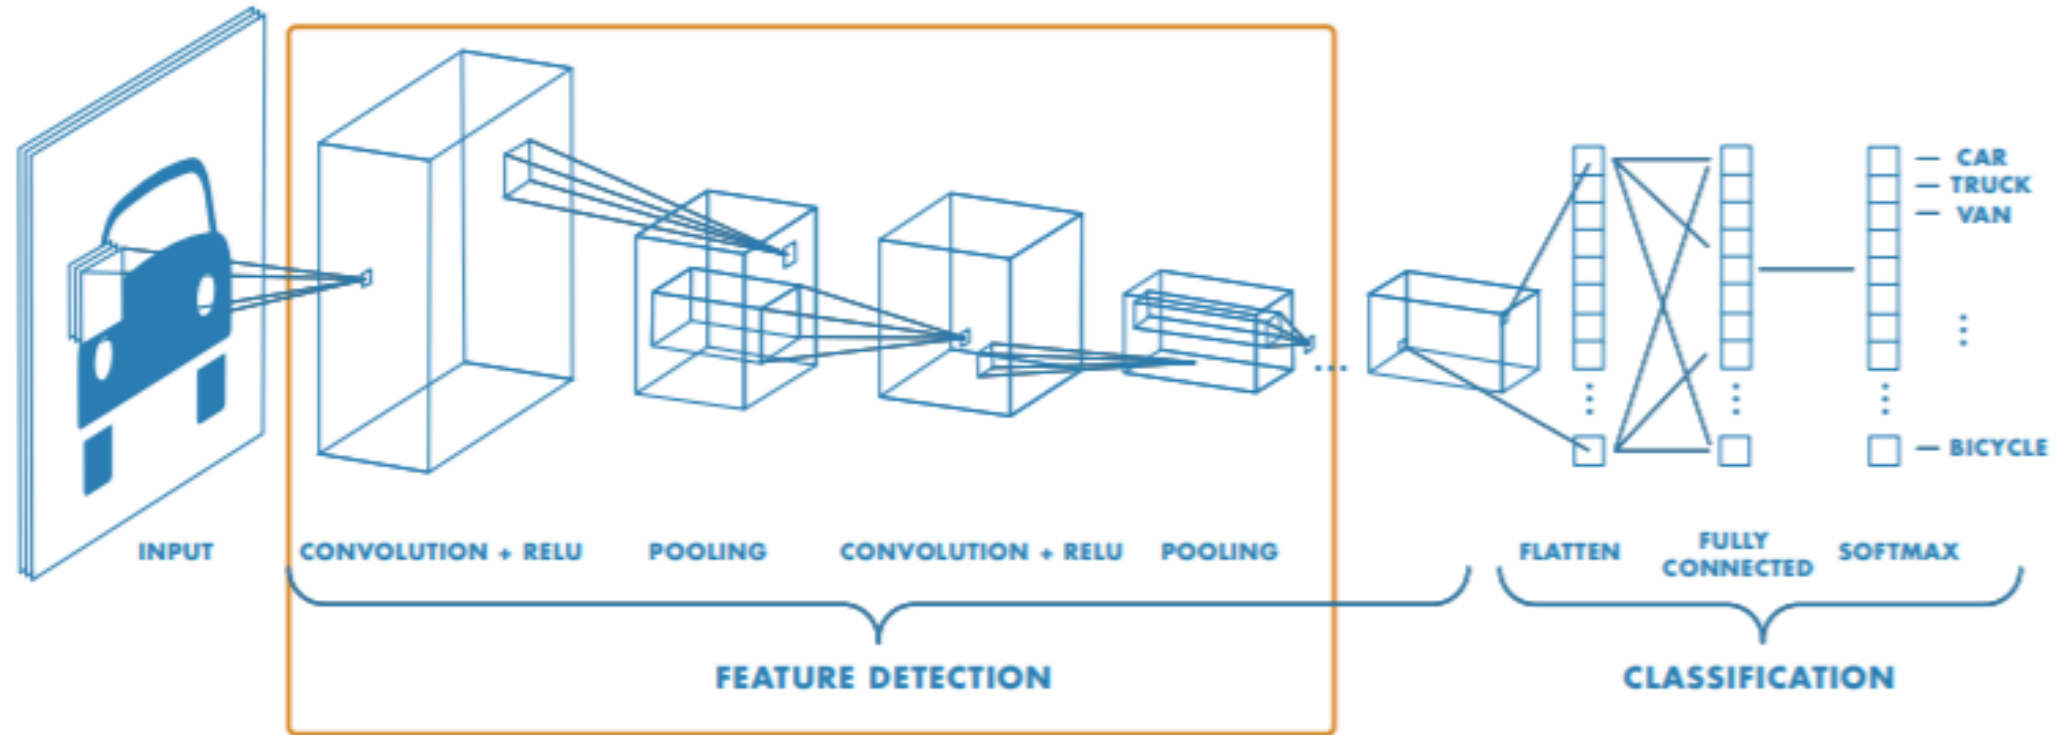 CAR
TRUCK
VAN
BICYCLE
INPUT
CONVOLUTION + RELU
POOLING
CONVOLUTION + RELU
POOLING
FLATTEN
FULLY
CONNECTED
SOFTMAX
FEATURE DETECTION
CLASSIFICATION